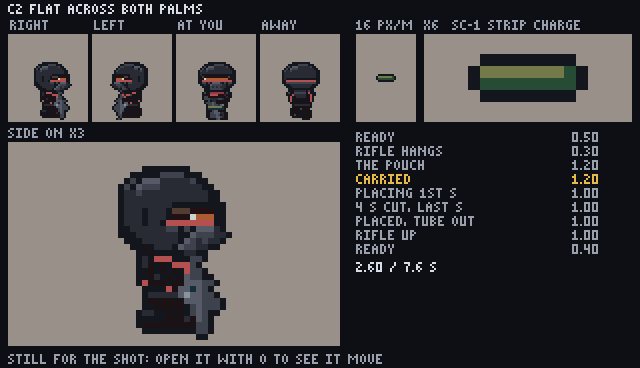 C2 FLAT ACROSS BOTH PALMS
RIGHT LEFT AT YOU AWAY 16 PX/M X6 SC-1 STRIP CHARGE
SIDE ON X3
READY 0.50
RIFLE HANGS 0.30
THE POUCH 1.20
CARRIED 1.20
PLACING 1ST S 1.00
4 S CUT, LAST S 1.00
PLACED, TUBE OUT 1.00
RIFLE UP 1.00
READY 0.40
2.60 / 7.6 S
STILL FOR THE SHOT: OPEN IT WITH O TO SEE IT MOVE